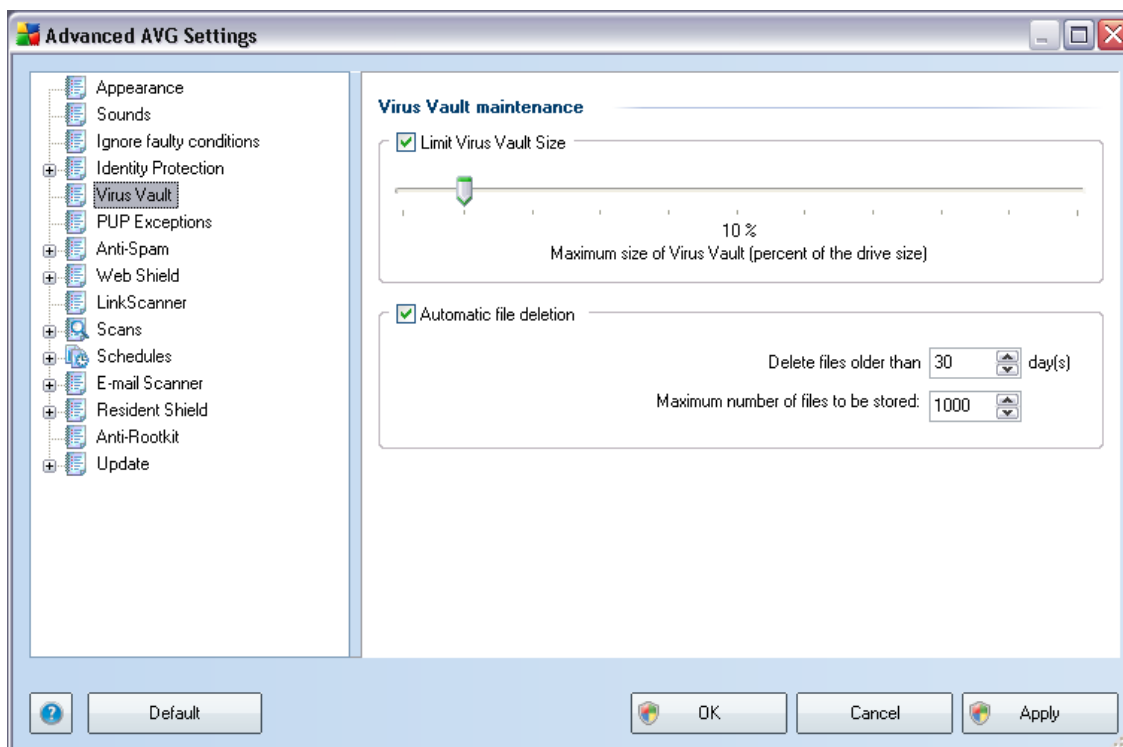 Advanced AVG Settings
Appearance
Sounds
Ignore faulty conditions
Identity Protection
Virus Vault
PUP Exceptions
Anti-Spam
Web Shield
LinkScanner
Scans
Schedules
E-mail Scanner
Resident Shield
Anti-Rootkit
Update
Virus Vault maintenance
Limit Virus Vault Size
10 %
Maximum size of Virus Vault (percent of the drive size)
Automatic file deletion
Delete files older than 30 day(s)
Maximum number of files to be stored: 1000
Default
OK
Cancel
Apply